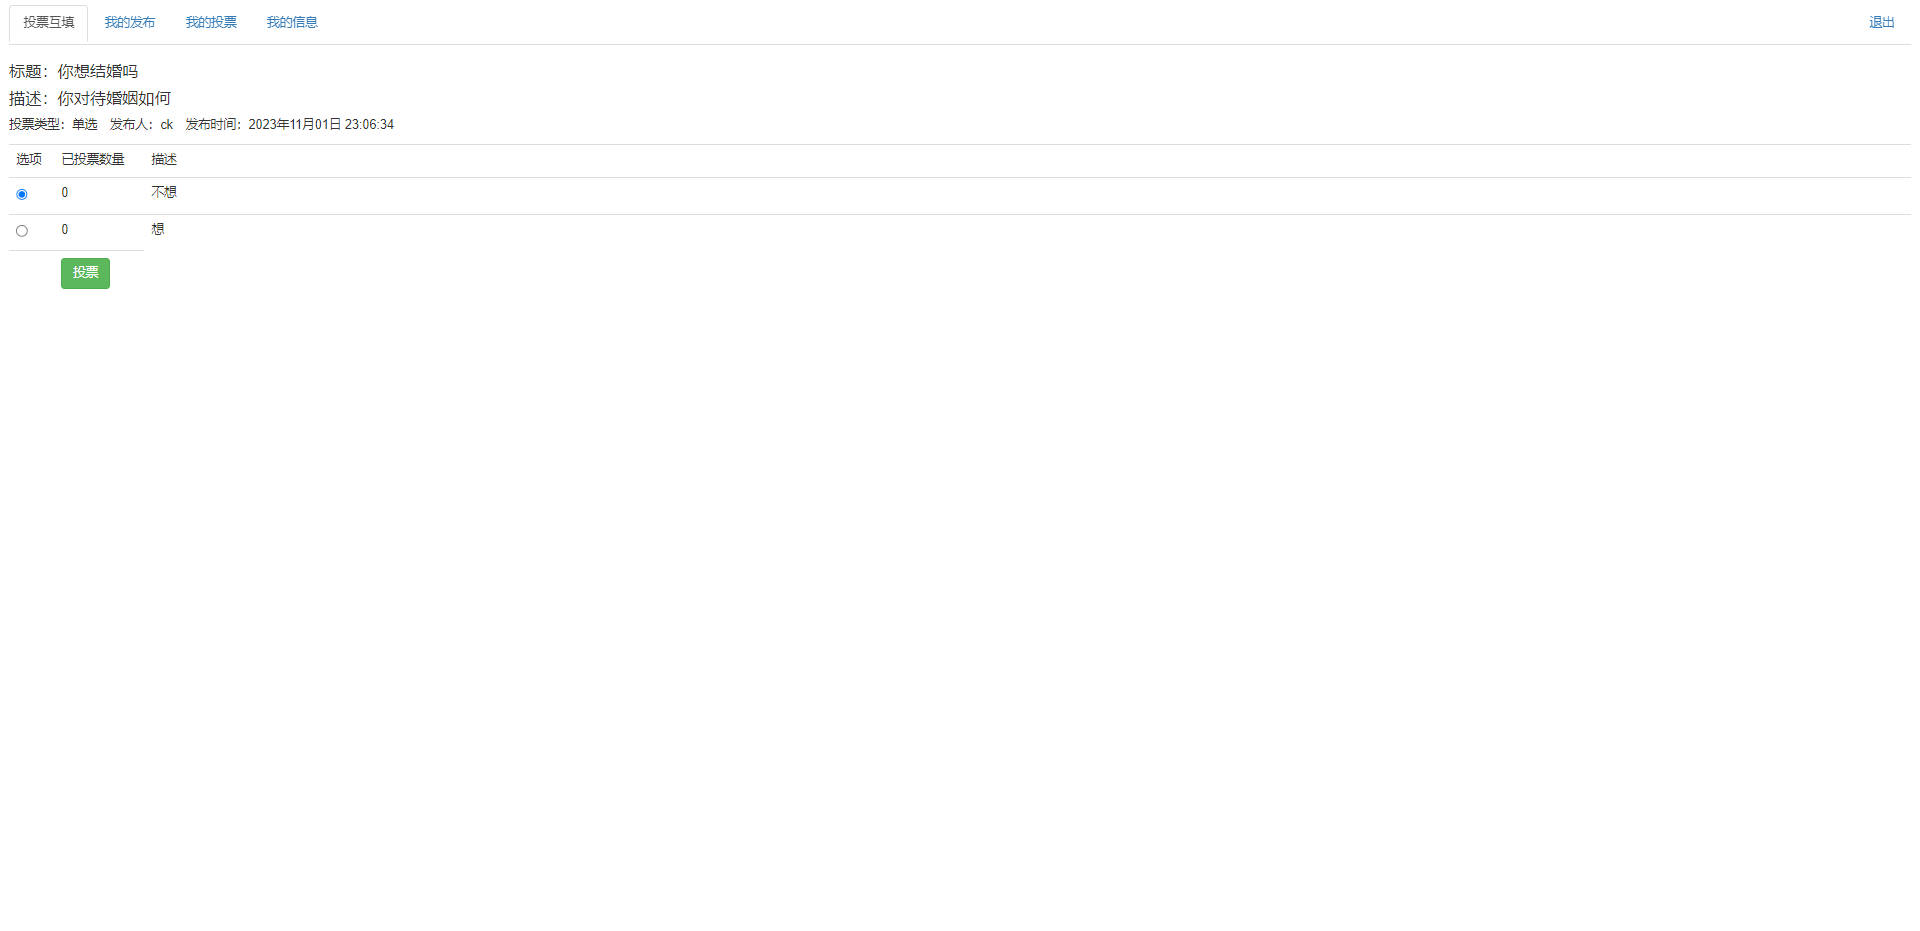 投票互填 我的发布 我的投票 我的信息 退出
标题：你想结婚吗
描述：你对待婚姻如何
投票类型：单选 发布人：ck 发布时间：2023年11月01日 23:06:34
选项 已投票数量 描述
0 不想
0 想
投票